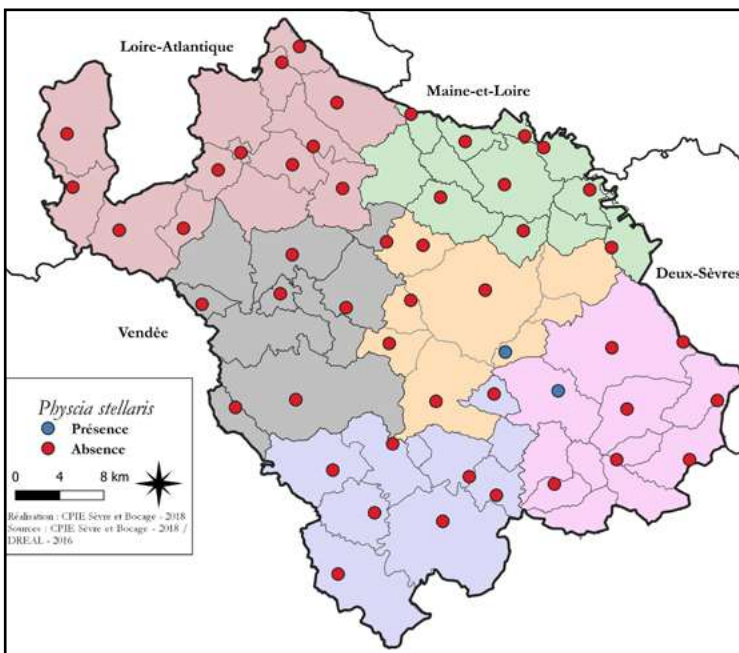 Loire-Atlantique
Maine-et-Loire
Deux-Sèvres
Vendée
Physcia stellaris
Présence
Absence
0 4 8 km
Réalisation : CPIE Sèvre et Bocage - 2018
Sources : CPIE Sèvre et Bocage - 2018 /
DREAL - 2016